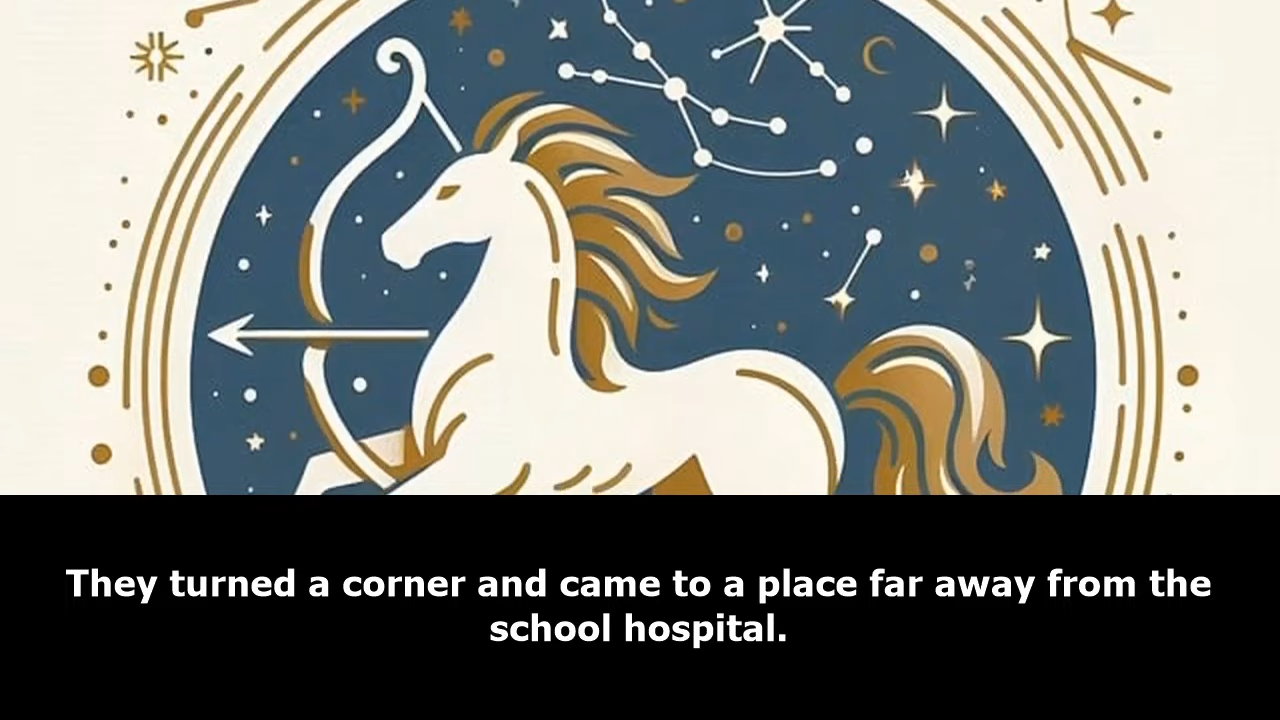 They turned a corner and came to a place far away from the
school hospital.